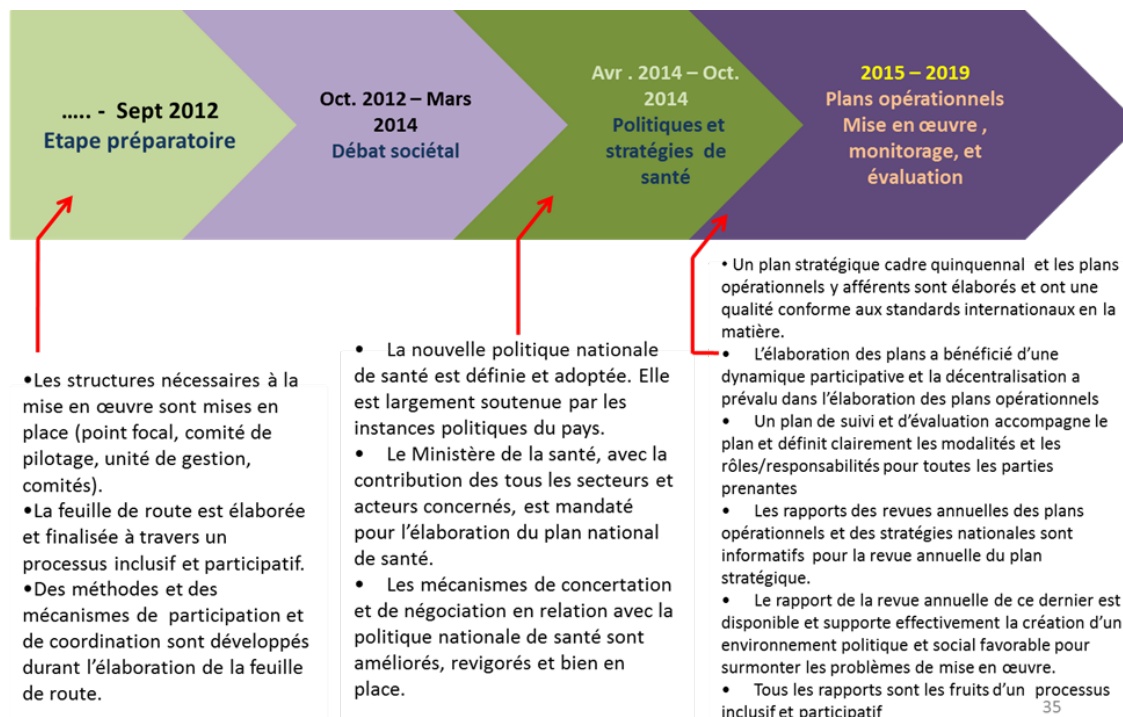 ….. - Sept 2012
Etape préparatoire
Oct. 2012 – Mars
2014
Débat sociétal
Avr . 2014 – Oct.
2014
Politiques et
stratégies de
santé
2015 – 2019
Plans opérationnels
Mise en œuvre ,
monitorage, et
évaluation
•Les structures nécessaires à la
mise en œuvre sont mises en
place (point focal, comité de
pilotage, unité de gestion,
comités).
•La feuille de route est élaborée
et finalisée à travers un
processus inclusif et participatif.
•Des méthodes et des
mécanismes de participation et
de coordination sont développés
durant l’élaboration de la feuille
de route.
• La nouvelle politique nationale
de santé est définie et adoptée. Elle
est largement soutenue par les
instances politiques du pays.
• Le Ministère de la santé, avec la
contribution des tous les secteurs et
acteurs concernés, est mandaté
pour l’élaboration du plan national
de santé.
• Les mécanismes de concertation
et de négociation en relation avec la
politique nationale de santé sont
améliorés, revigorés et bien en
place.
• Un plan stratégique cadre quinquennal et les plans
opérationnels y afférents sont élaborés et ont une
qualité conforme aux standards internationaux en la
matière.
• L’élaboration des plans a bénéficié d’une
dynamique participative et la décentralisation a
prévalu dans l’élaboration des plans opérationnels
• Un plan de suivi et d’évaluation accompagne le
plan et définit clairement les modalités et les
rôles/responsabilités pour toutes les parties
prenantes
• Les rapports des revues annuelles des plans
opérationnels et des stratégies nationales sont
informatifs pour la revue annuelle du plan
stratégique.
• Le rapport de la revue annuelle de ce dernier est
disponible et supporte effectivement la création d’un
environnement politique et social favorable pour
surmonter les problèmes de mise en œuvre.
• Tous les rapports sont les fruits d’un processus
inclusif et participatif
35